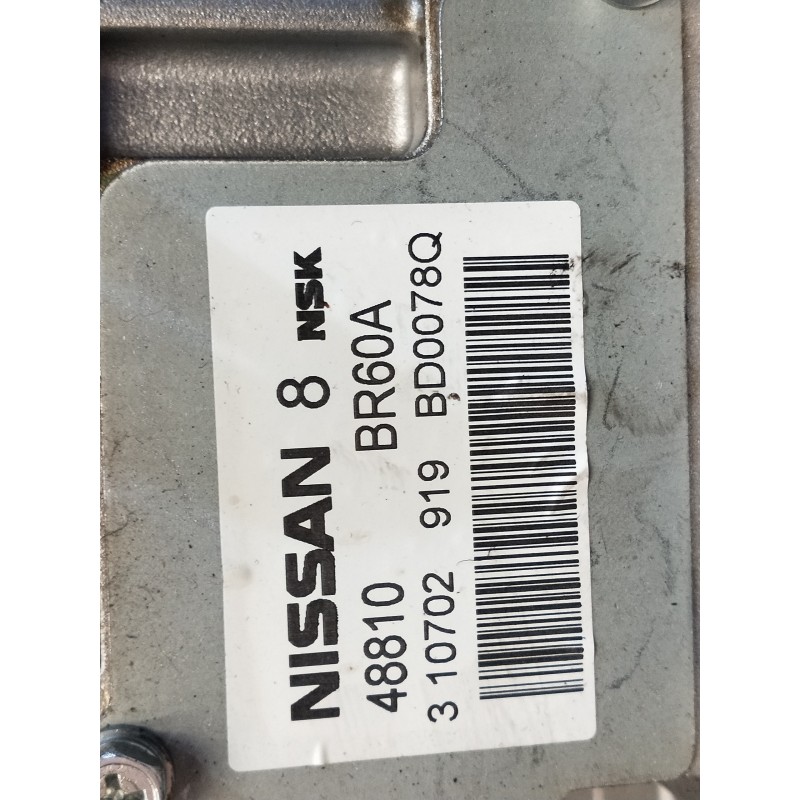 NISSAN 8 NSK
48810 BR60A
3 10702 919 BD0078Q